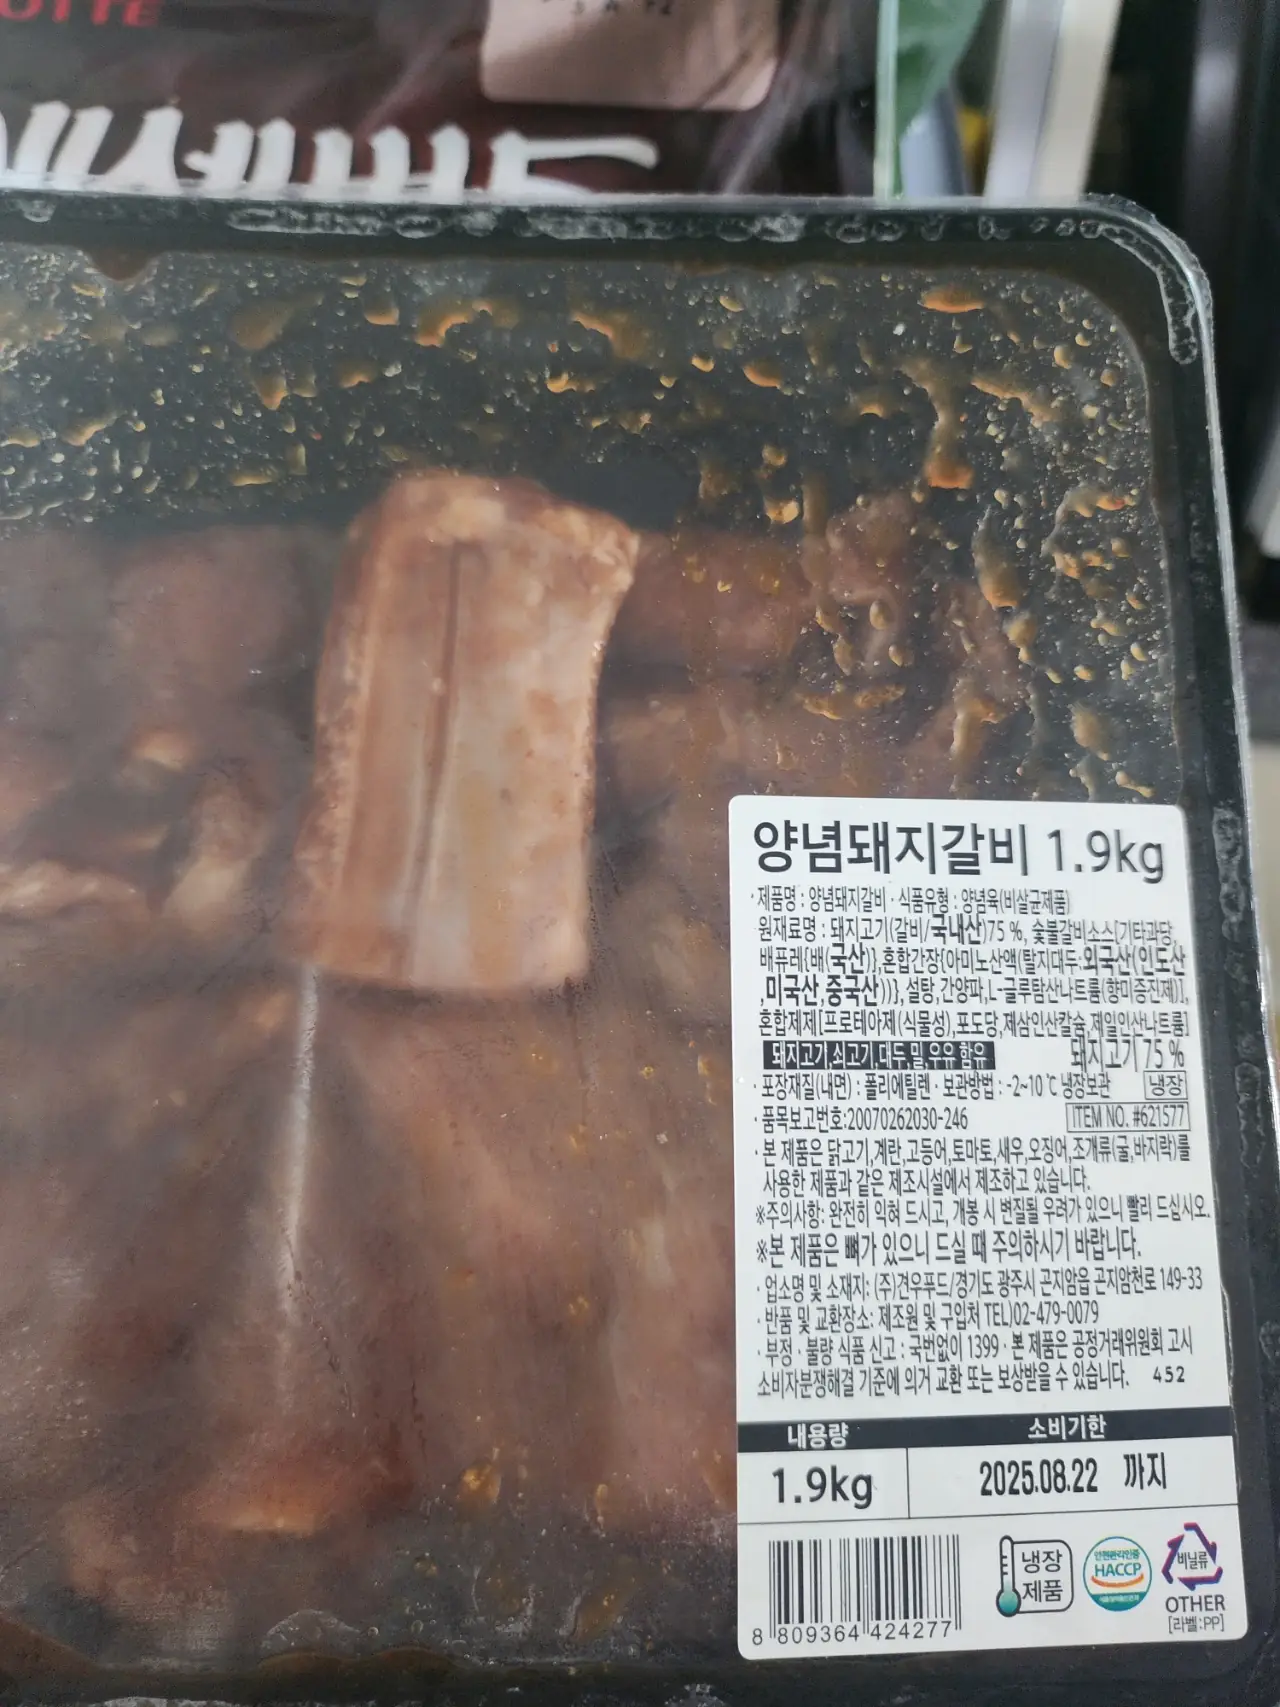 양념돼지갈비 1.9kg
· 제품명 : 양념돼지갈비 · 식품유형 : 양념육(비살균제품)
원재료명 : 돼지고기(갈비/국내산)75 %, 숯불갈비소스[기타과당,
배퓨레{배(국산)},혼합간장{아미노산액(탈지대두·외국산(인도산
,미국산,중국산))},설탕,간양파,L-글루탐산나트륨(향미증진제)],
혼합제제[프로테아제(식물성),포도당,제삼인산칼슘,제일인산나트륨]
돼지고기,쇠고기,대두,밀,우유 함유 돼지고기 75 %
· 포장재질(내면) : 폴리에틸렌 · 보관방법 : -2~10℃ 냉장보관 냉장
· 품목보고번호:20070262030-246 ITEM NO. #621577
· 본 제품은 닭고기,계란,고등어,토마토,새우,오징어,조개류(굴,바지락)를
사용한 제품과 같은 제조시설에서 제조하고 있습니다.
※주의사항: 완전히 익혀 드시고, 개봉 시 변질될 우려가 있으니 빨리 드십시오.
※본 제품은 뼈가 있으니 드실 때 주의하시기 바랍니다.
· 업소명 및 소재지: (주)견우푸드/경기도 광주시 곤지암읍 곤지암천로 149-33
· 반품 및 교환장소: 제조원 및 구입처 TEL)02-479-0079
· 부정 · 불량 식품 신고 : 국번없이 1399 · 본 제품은 공정거래위원회 고시
소비자분쟁해결 기준에 의거 교환 또는 보상받을 수 있습니다. 452
내용량 소비기한
1.9kg 2025.08.22 까지
8 809364 424277
냉장
제품
안전관리인증
HACCP
비닐류
OTHER
[라벨:PP]